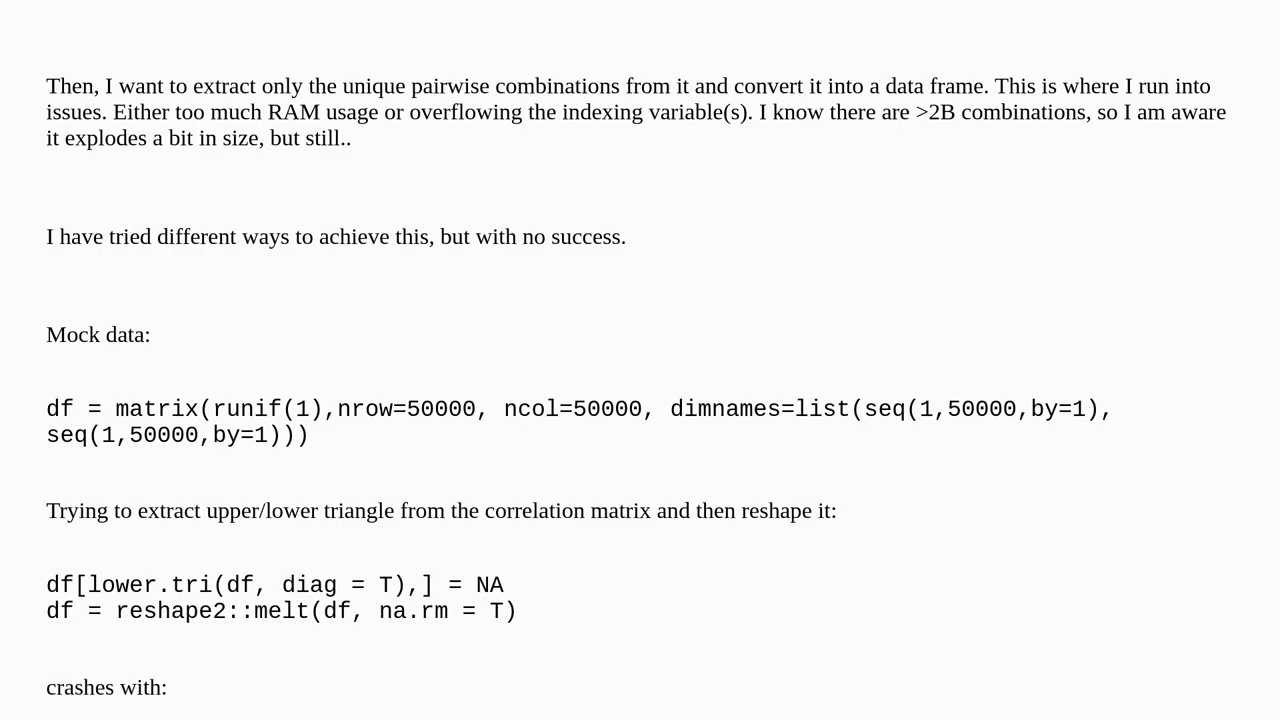 Then, I want to extract only the unique pairwise combinations from it and convert it into a data frame. This is where I run into
issues. Either too much RAM usage or overflowing the indexing variable(s). I know there are >2B combinations, so I am aware
it explodes a bit in size, but still..
I have tried different ways to achieve this, but with no success.
Mock data:
df = matrix(runif(1),nrow=50000, ncol=50000, dimnames=list(seq(1,50000,by=1),
seq(1,50000,by=1)))
Trying to extract upper/lower triangle from the correlation matrix and then reshape it:
df[lower.tri(df, diag = T),] = NA
df = reshape2::melt(df, na.rm = T)
crashes with: